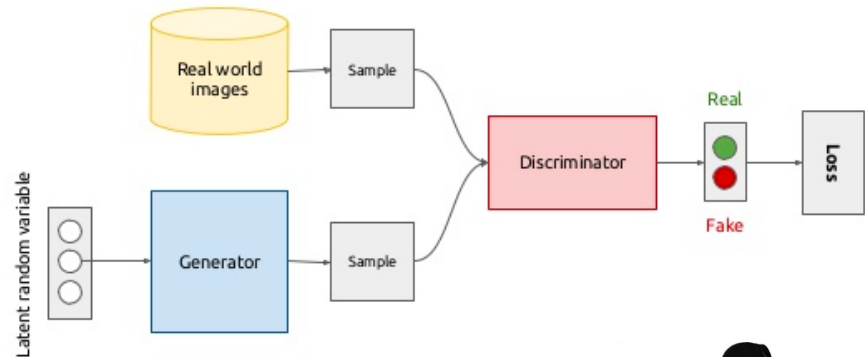 Real world
images
Sample
Real
Discriminator
Loss
Fake
Latent random variable
Generator
Sample